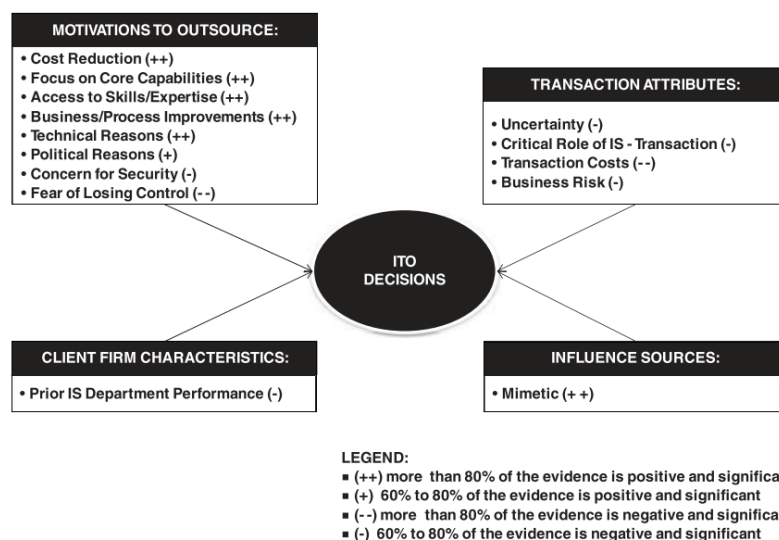 MOTIVATIONS TO OUTSOURCE:
• Cost Reduction (++)
• Focus on Core Capabilities (++)
• Access to Skills/Expertise (++)
• Business/Process Improvements (++)
• Technical Reasons (++)
• Political Reasons (+)
• Concern for Security (-)
• Fear of Losing Control (--)
TRANSACTION ATTRIBUTES:
• Uncertainty (-)
• Critical Role of IS - Transaction (-)
• Transaction Costs (--)
• Business Risk (-)
ITO
DECISIONS
CLIENT FIRM CHARACTERISTICS:
• Prior IS Department Performance (-)
INFLUENCE SOURCES:
• Mimetic (++)
LEGEND:
▪ (++) more than 80% of the evidence is positive and significa
▪ (+) 60% to 80% of the evidence is positive and significant
▪ (--) more than 80% of the evidence is negative and significa
▪ (-) 60% to 80% of the evidence is negative and significant